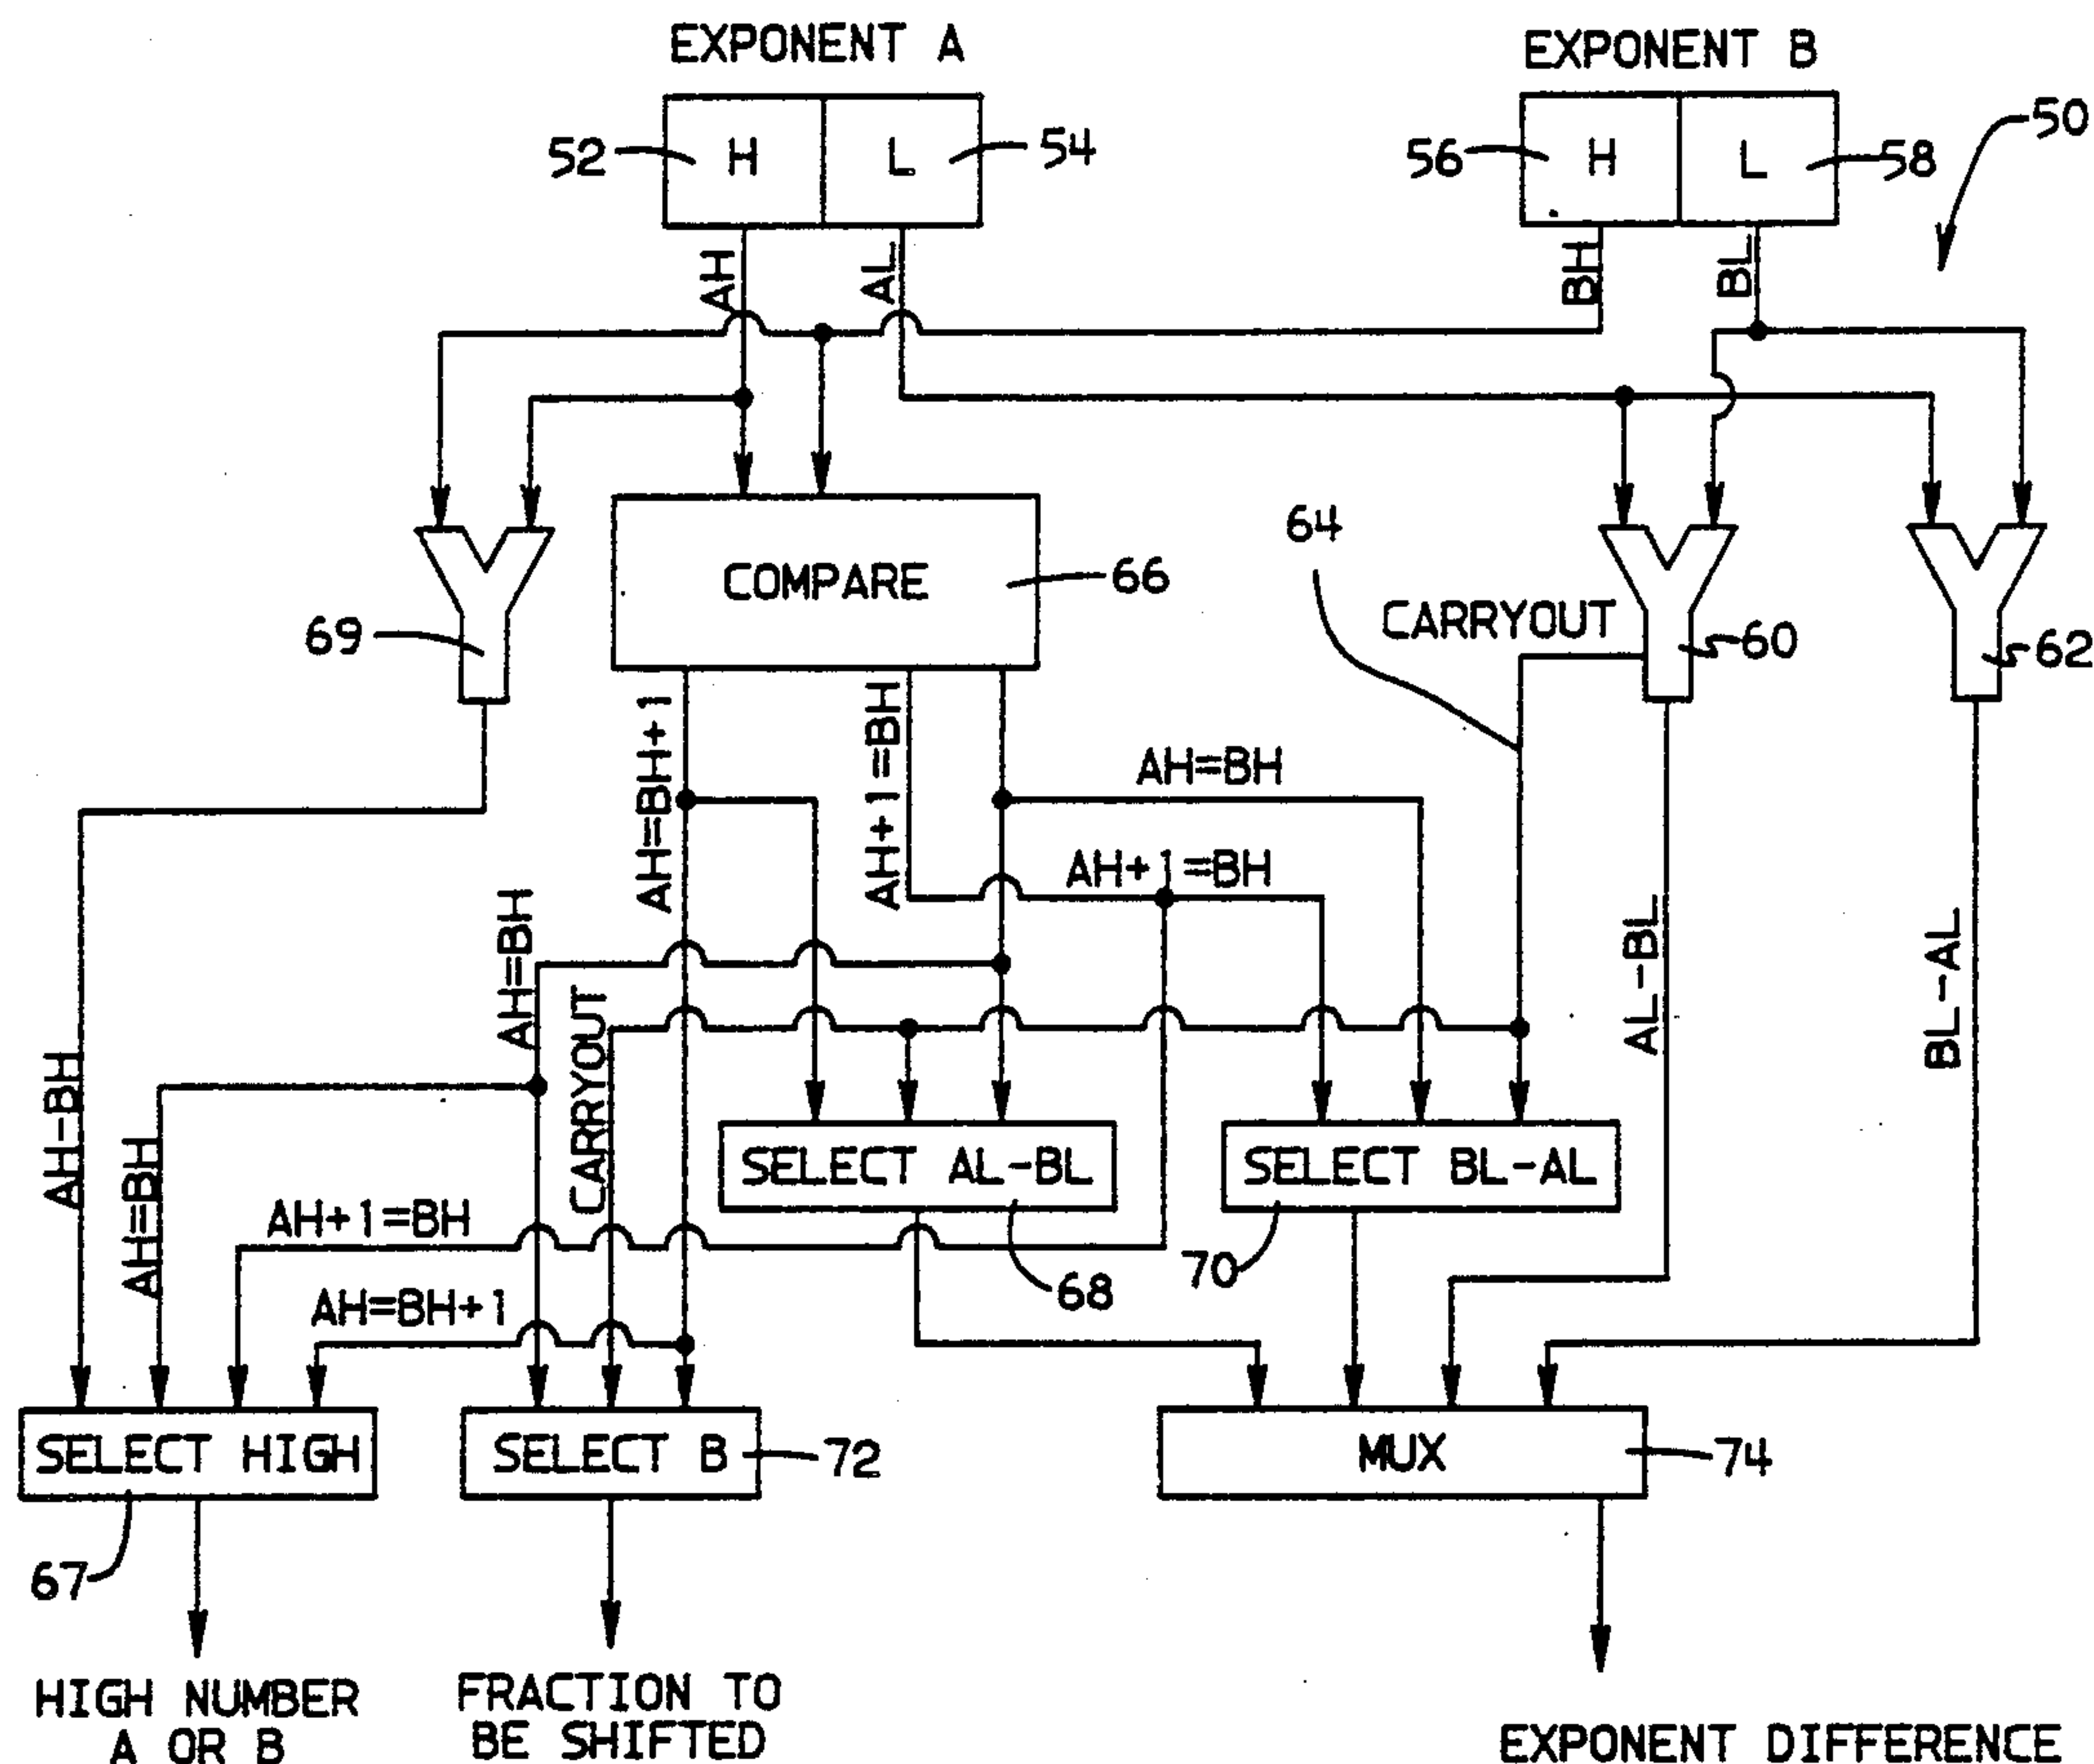 EXPONENT A
EXPONENT B
50
52
H
L
54
56
H
L
58
AH
AL
BH
BL
64
COMPARE
66
69
CARRYOUT
60
62
AH=BH+1
AH+1=BH
AH=BH
AH+1=BH
AH=BH
CARRYOUT
AL-BL
BL-AL
AH-BH
AH=BH
SELECT AL-BL
SELECT BL-AL
AH+1=BH
68
70
AH=BH+1
SELECT HIGH
SELECT B
72
MUX
74
67
HIGH NUMBER
A OR B
FRACTION TO
BE SHIFTED
EXPONENT DIFFERENCE